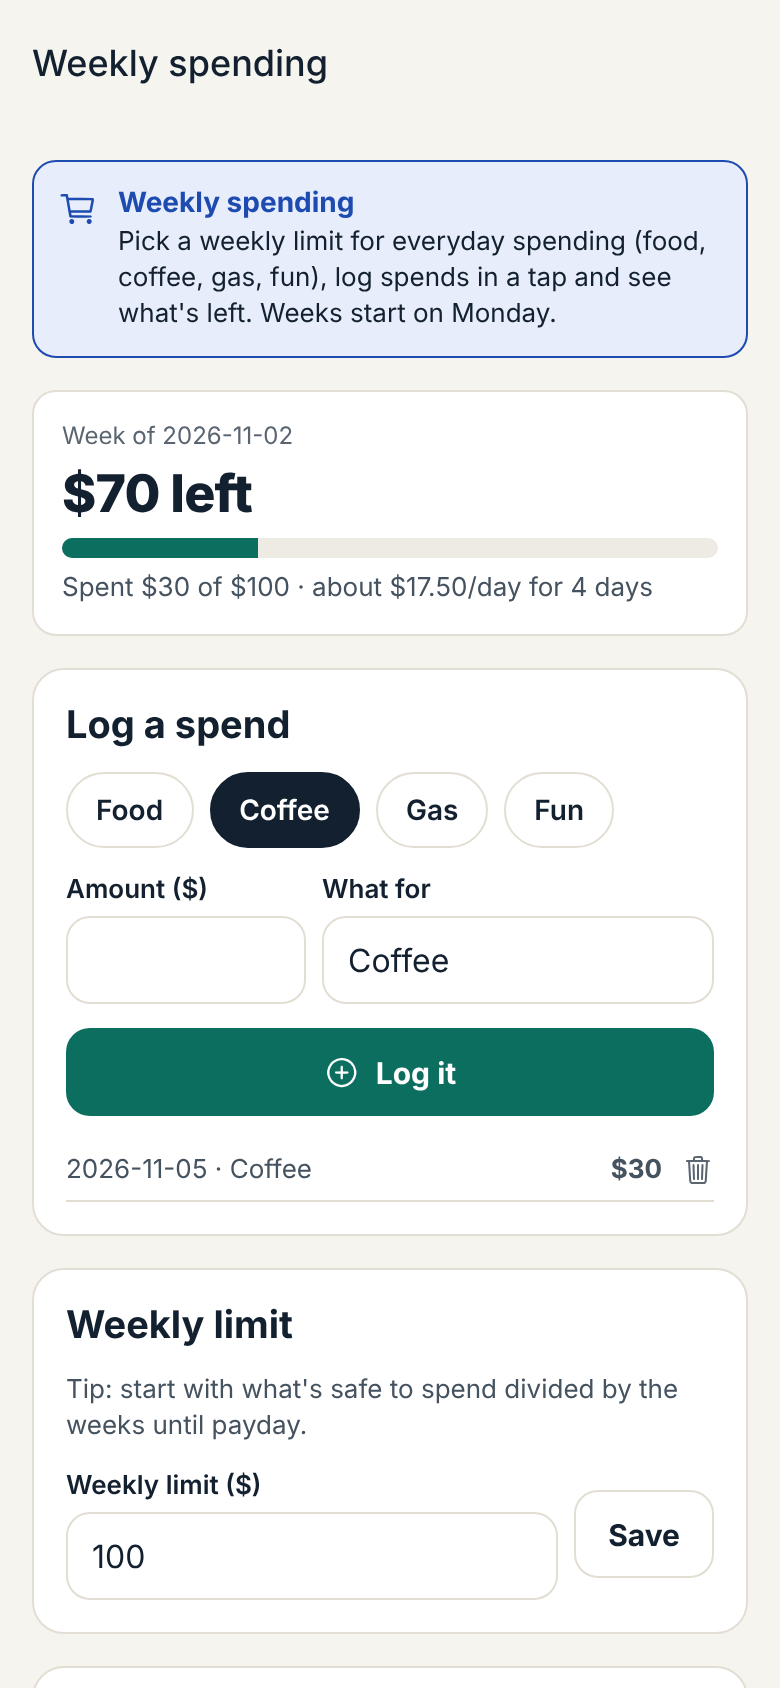 Weekly spending
Weekly spending
Pick a weekly limit for everyday spending (food,
coffee, gas, fun), log spends in a tap and see
what's left. Weeks start on Monday.
Week of 2026-11-02
$70 left
Spent $30 of $100 · about $17.50/day for 4 days
Log a spend
Food Coffee Gas Fun
Amount ($) What for
Coffee
Log it
2026-11-05 · Coffee $30
Weekly limit
Tip: start with what's safe to spend divided by the
weeks until payday.
Weekly limit ($)
100
Save